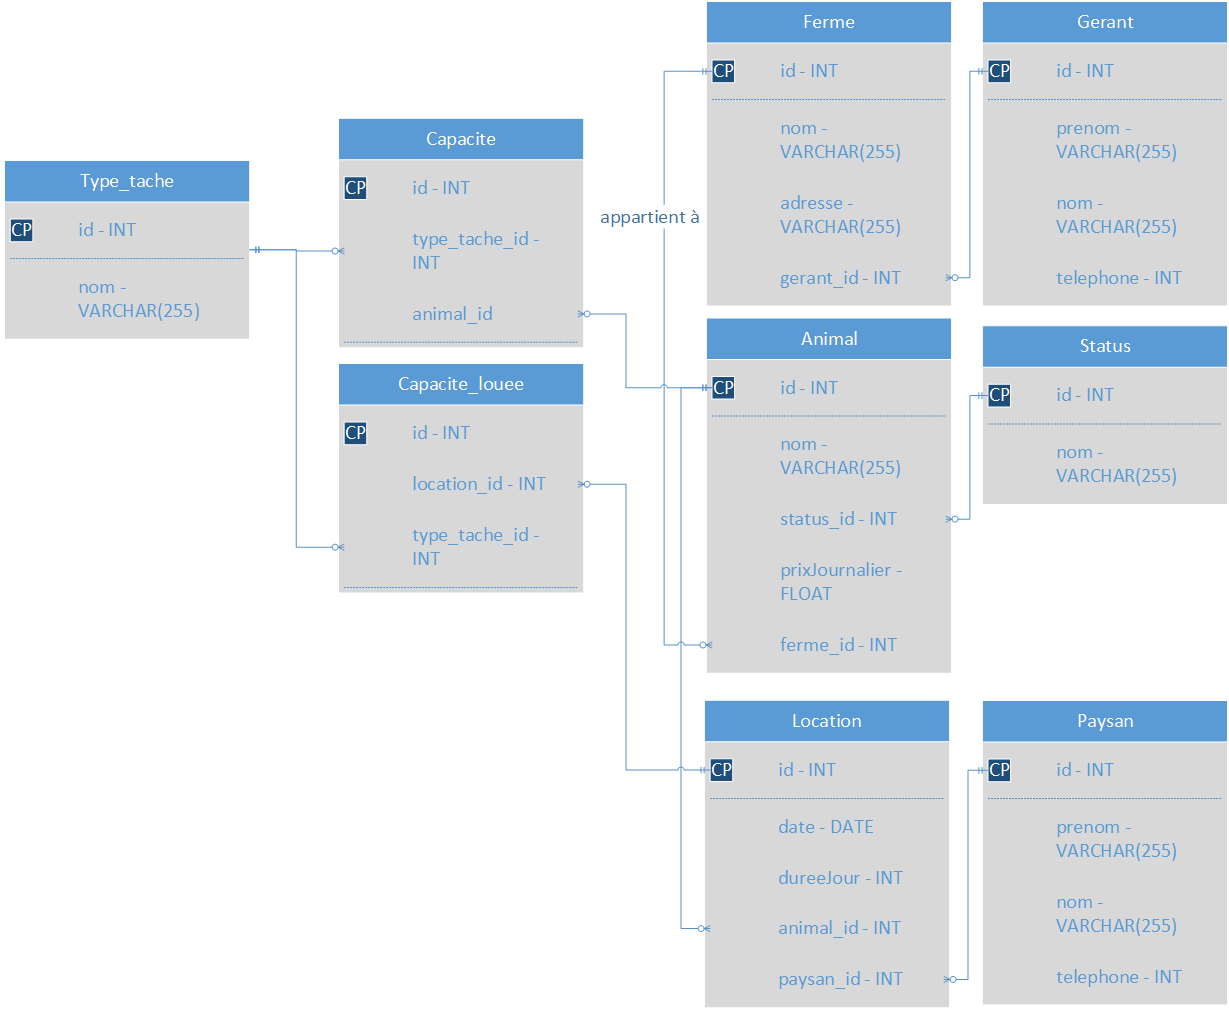 Type_tache
CP
id - INT
nom -
VARCHAR(255)
Capacite
CP
id - INT
type_tache_id -
INT
animal_id
Capacite_louee
CP
id - INT
location_id - INT
type_tache_id -
INT
appartient à
Ferme
CP
id - INT
nom -
VARCHAR(255)
adresse -
VARCHAR(255)
gerant_id - INT
Gerant
CP
id - INT
prenom -
VARCHAR(255)
nom -
VARCHAR(255)
telephone - INT
Animal
CP
id - INT
nom -
VARCHAR(255)
status_id - INT
prixJournalier -
FLOAT
ferme_id - INT
Status
CP
id - INT
nom -
VARCHAR(255)
Location
CP
id - INT
date - DATE
dureeJour - INT
animal_id - INT
paysan_id - INT
Paysan
CP
id - INT
prenom -
VARCHAR(255)
nom -
VARCHAR(255)
telephone - INT